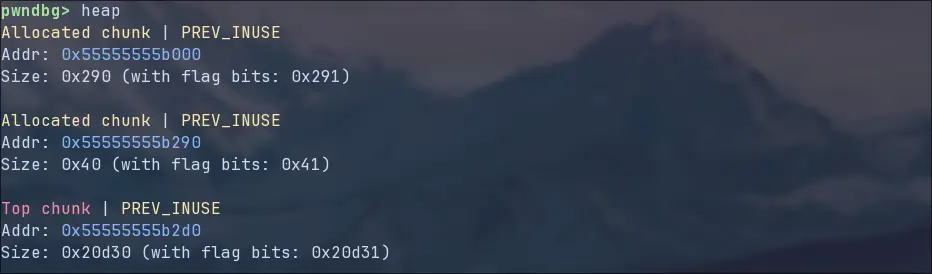 pwndbg> heap
Allocated chunk | PREV_INUSE
Addr: 0x55555555b000
Size: 0x290 (with flag bits: 0x291)
Allocated chunk | PREV_INUSE
Addr: 0x55555555b290
Size: 0x40 (with flag bits: 0x41)
Top chunk | PREV_INUSE
Addr: 0x55555555b2d0
Size: 0x20d30 (with flag bits: 0x20d31)